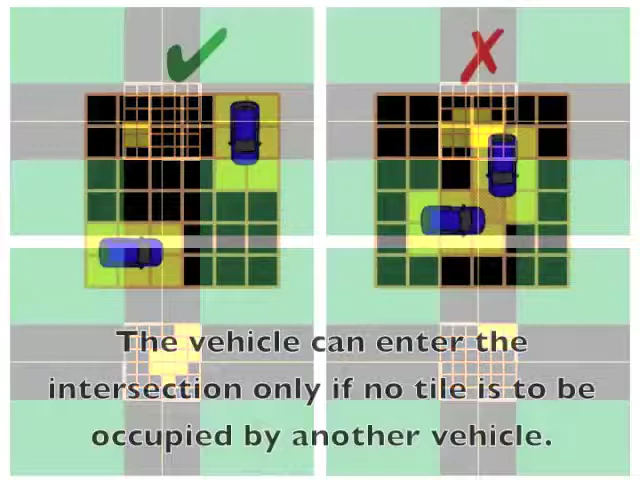 The vehicle can enter the
intersection only if no tile is to be
occupied by another vehicle.